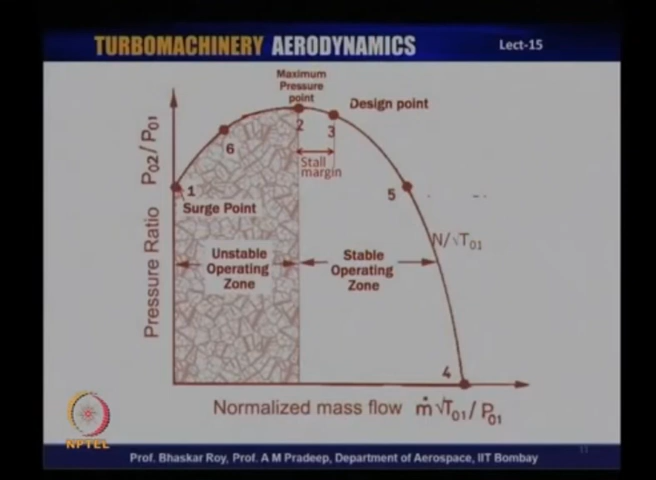 TURBOMACHINERY AERODYNAMICS
Lect-15
Maximum
Pressure
point
Design point
2
3
6
Stall
margin
1
5
Surge Point
N/√T01
Unstable
Operating
Zone
Stable
Operating
Zone
4
Pressure Ratio P02/P01
Normalized mass flow ṁ√T01/P01
NPTEL
Prof. Bhaskar Roy, Prof. A M Pradeep, Department of Aerospace, IIT Bombay